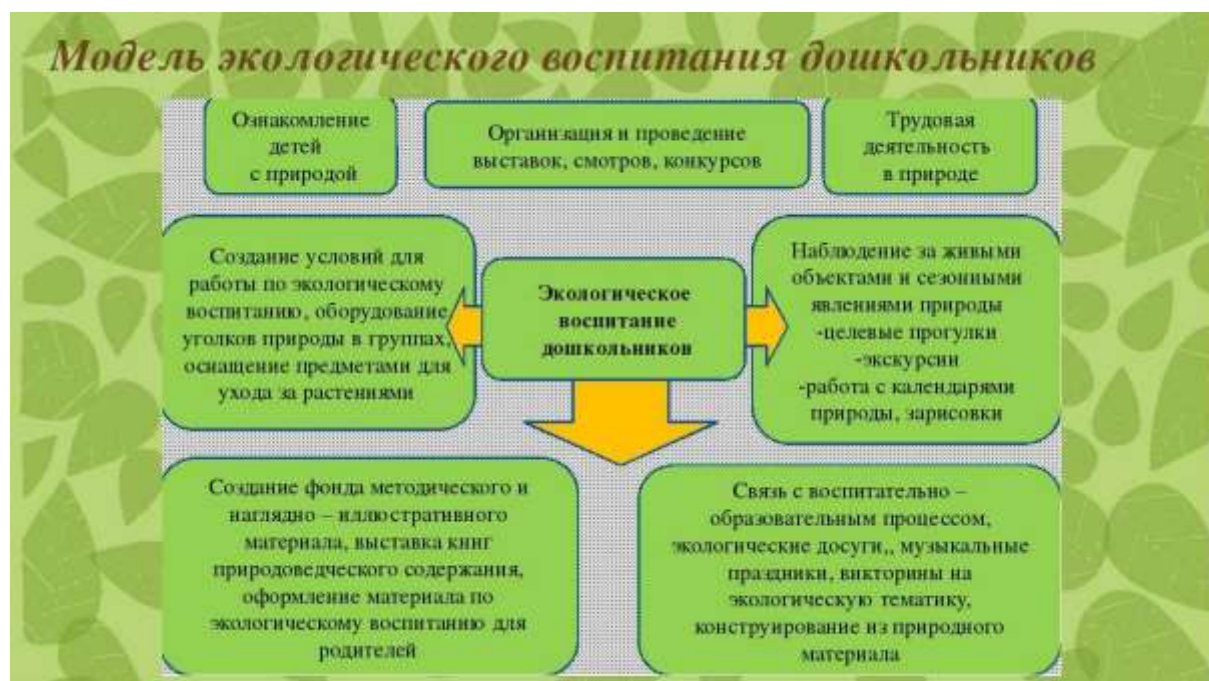 Модель экологического воспитания дошкольников
Ознакомление
детей
с природой
Организация и проведение
выставок, смотров, конкурсов
Трудовая
деятельность
в природе
Создание условий для
работы по экологическому
воспитанию, оборудование
уголков природы в группах,
оснащение предметами для
ухода за растениями
Экологическое
воспитание
дошкольников
Наблюдение за живыми
объектами и сезонными
явлениями природы
-целевые прогулки
-экскурсии
-работа с календарями
природы, зарисовки
Создание фонда методического и
наглядно – иллюстративного
материала, выставка книг
природоведческого содержания,
оформление материала по
экологическому воспитанию для
родителей
Связь с воспитательно –
образовательным процессом,
экологические досуги,, музыкальные
праздники, викторины на
экологическую тематику,
конструирование из природного
материала